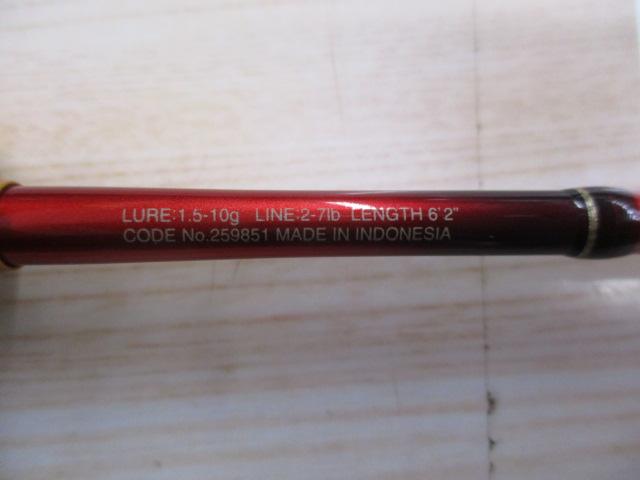 LURE:1.5-10g LINE:2-7lb LENGTH 6'2"
CODE No.259851 MADE IN INDONESIA